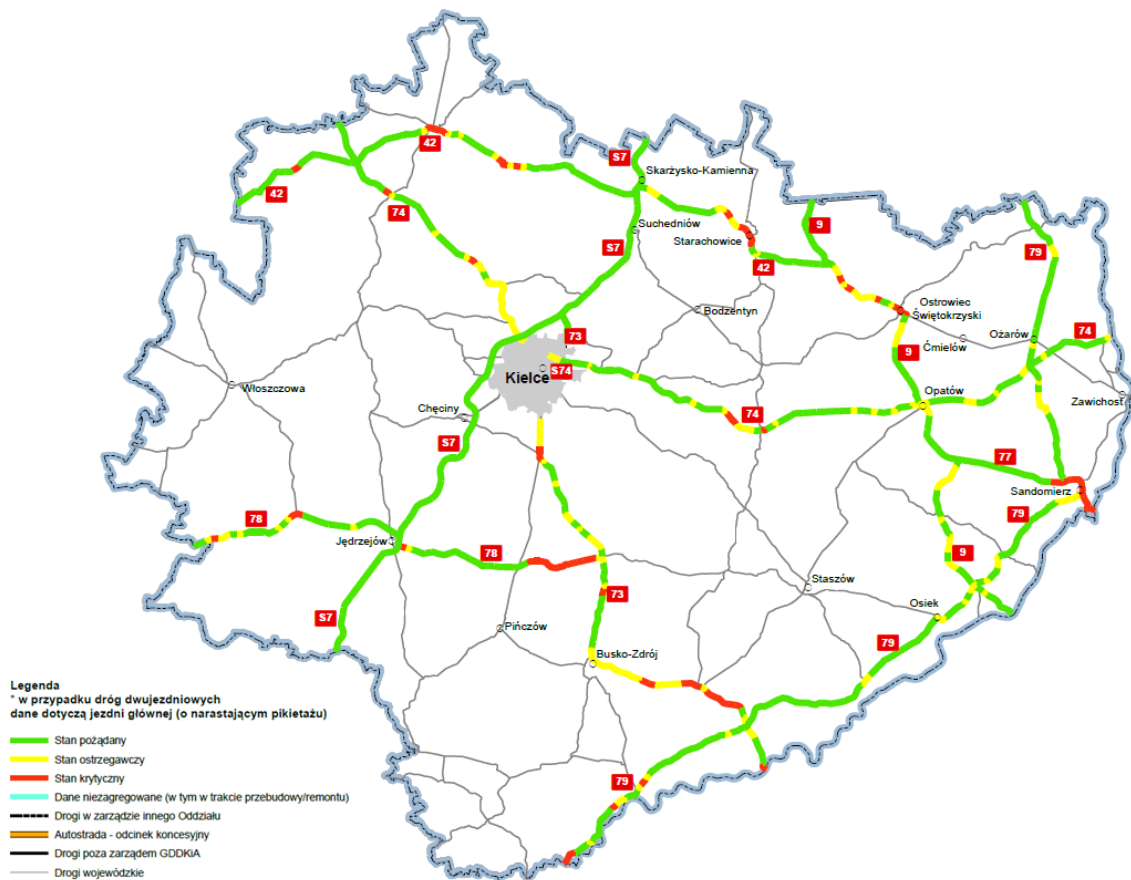 42
S7
Skarżysko-Kamienna
42
74
9
Suchedniów
S7
Starachowice
79
42
Bodzentyn
Ostrowiec
Świętokrzyski
73
Ożarów
74
Ćmielów
9
S74
Kielce
Włoszczowa
Opatów
Zawichost
Chęciny
74
S7
77
Sandomierz
78
79
Jędrzejów
78
9
Staszów
73
Osiek
S7
Pińczów
79
Busko-Zdrój
79
Legenda
* w przypadku dróg dwujezdniowych
dane dotyczą jezdni głównej (o narastającym pikietażu)
Stan pożądany
Stan ostrzegawczy
Stan krytyczny
Dane niezagregowane (w tym w trakcie przebudowy/remontu)
Drogi w zarządzie innego Oddziału
Autostrada - odcinek koncesyjny
Drogi poza zarządem GDDKiA
Drogi wojewódzkie